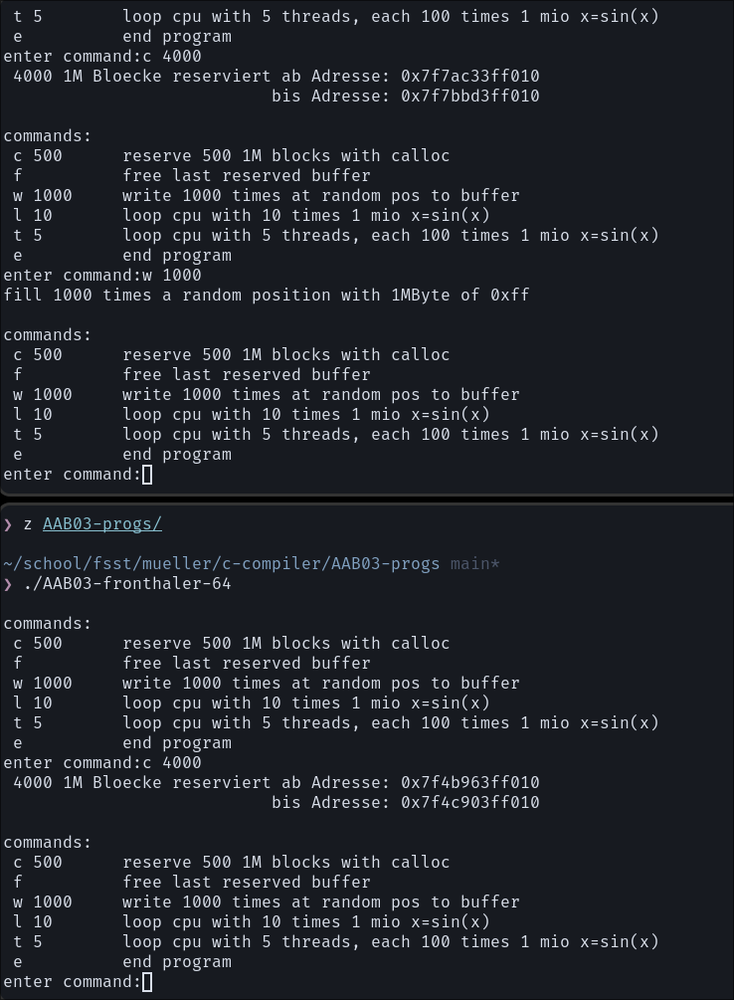 t 5        loop cpu with 5 threads, each 100 times 1 mio x=sin(x)
 e          end program
enter command:c 4000
 4000 1M Bloecke reserviert ab Adresse: 0x7f7ac33ff010
                           bis Adresse: 0x7f7bbd3ff010

commands:
 c 500      reserve 500 1M blocks with calloc
 f          free last reserved buffer
 w 1000     write 1000 times at random pos to buffer
 l 10       loop cpu with 10 times 1 mio x=sin(x)
 t 5        loop cpu with 5 threads, each 100 times 1 mio x=sin(x)
 e          end program
enter command:w 1000
fill 1000 times a random position with 1MByte of 0xff

commands:
 c 500      reserve 500 1M blocks with calloc
 f          free last reserved buffer
 w 1000     write 1000 times at random pos to buffer
 l 10       loop cpu with 10 times 1 mio x=sin(x)
 t 5        loop cpu with 5 threads, each 100 times 1 mio x=sin(x)
 e          end program
enter command:
❯ z AAB03-progs/

~/school/fsst/mueller/c-compiler/AAB03-progs main*
❯ ./AAB03-fronthaler-64

commands:
 c 500      reserve 500 1M blocks with calloc
 f          free last reserved buffer
 w 1000     write 1000 times at random pos to buffer
 l 10       loop cpu with 10 times 1 mio x=sin(x)
 t 5        loop cpu with 5 threads, each 100 times 1 mio x=sin(x)
 e          end program
enter command:c 4000
 4000 1M Bloecke reserviert ab Adresse: 0x7f4b963ff010
                           bis Adresse: 0x7f4c903ff010

commands:
 c 500      reserve 500 1M blocks with calloc
 f          free last reserved buffer
 w 1000     write 1000 times at random pos to buffer
 l 10       loop cpu with 10 times 1 mio x=sin(x)
 t 5        loop cpu with 5 threads, each 100 times 1 mio x=sin(x)
 e          end program
enter command: